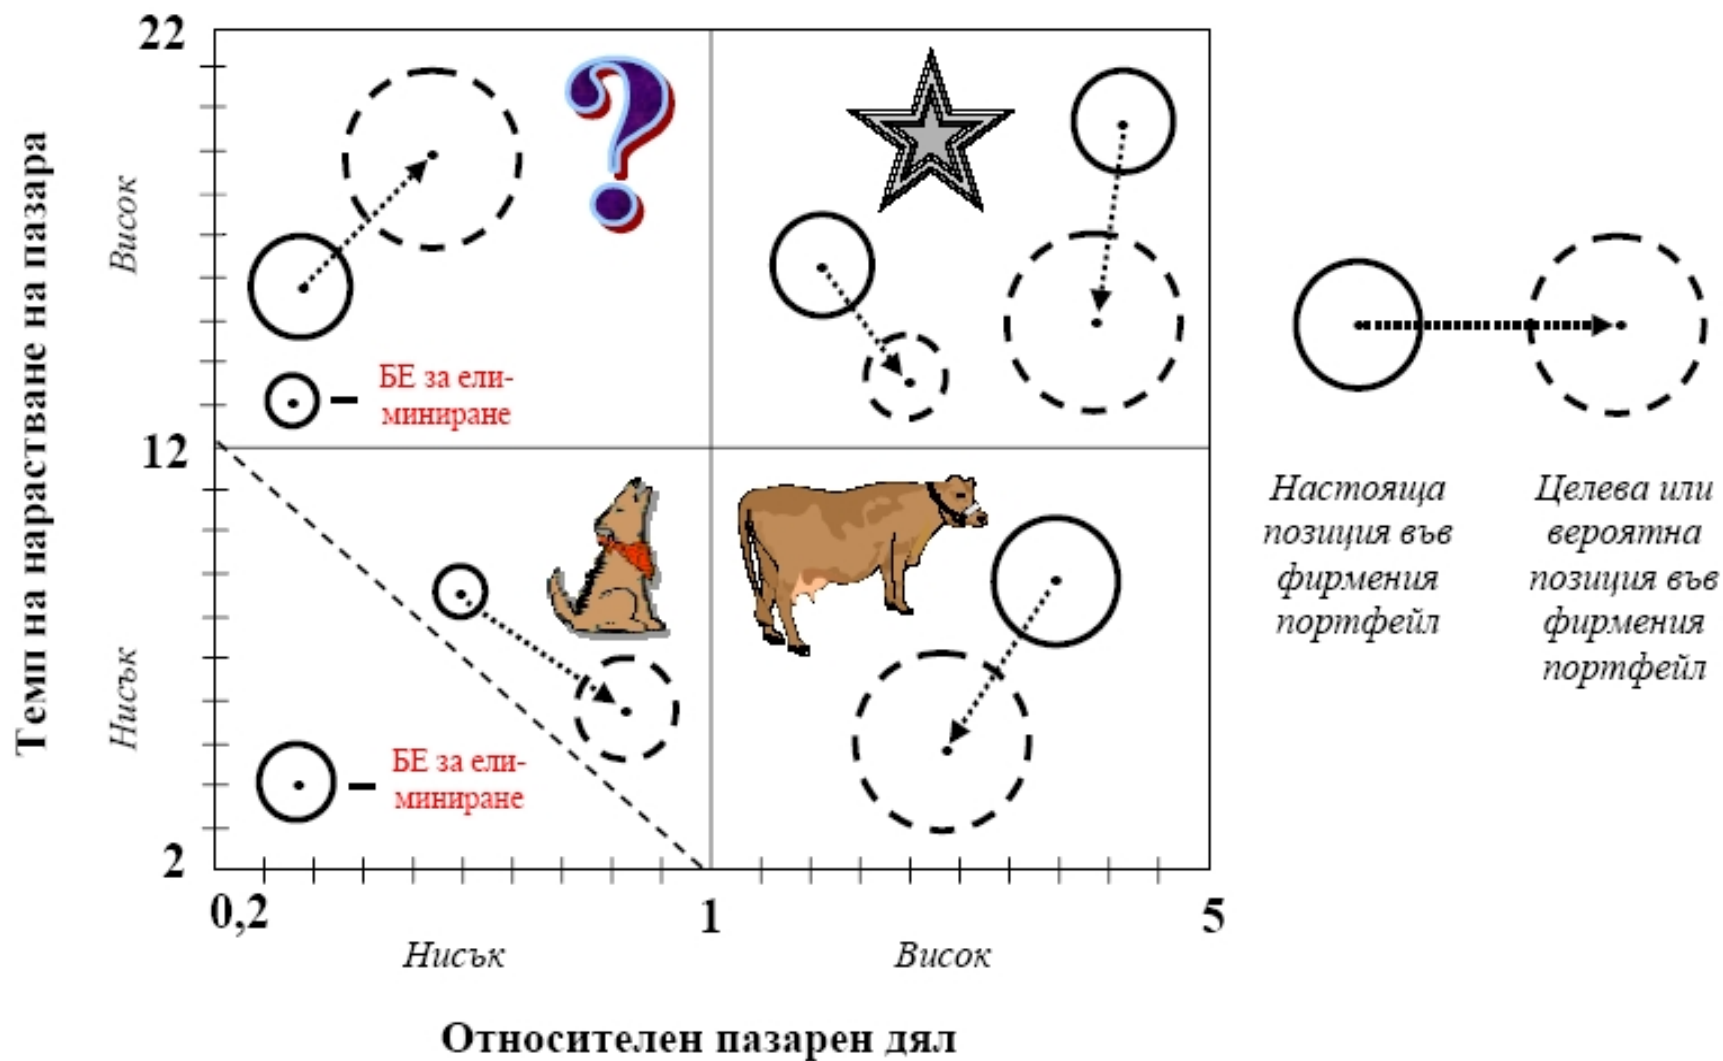 Темп на нарастване на пазара
Висок
Нисък
22
12
2
БЕ за ели-
миниране
БЕ за ели-
миниране
0,2
1
5
Нисък
Висок
Относителен пазарен дял
Настояща
позиция във
фирмения
портфейл
Целева или
вероятна
позиция във
фирмения
портфейл